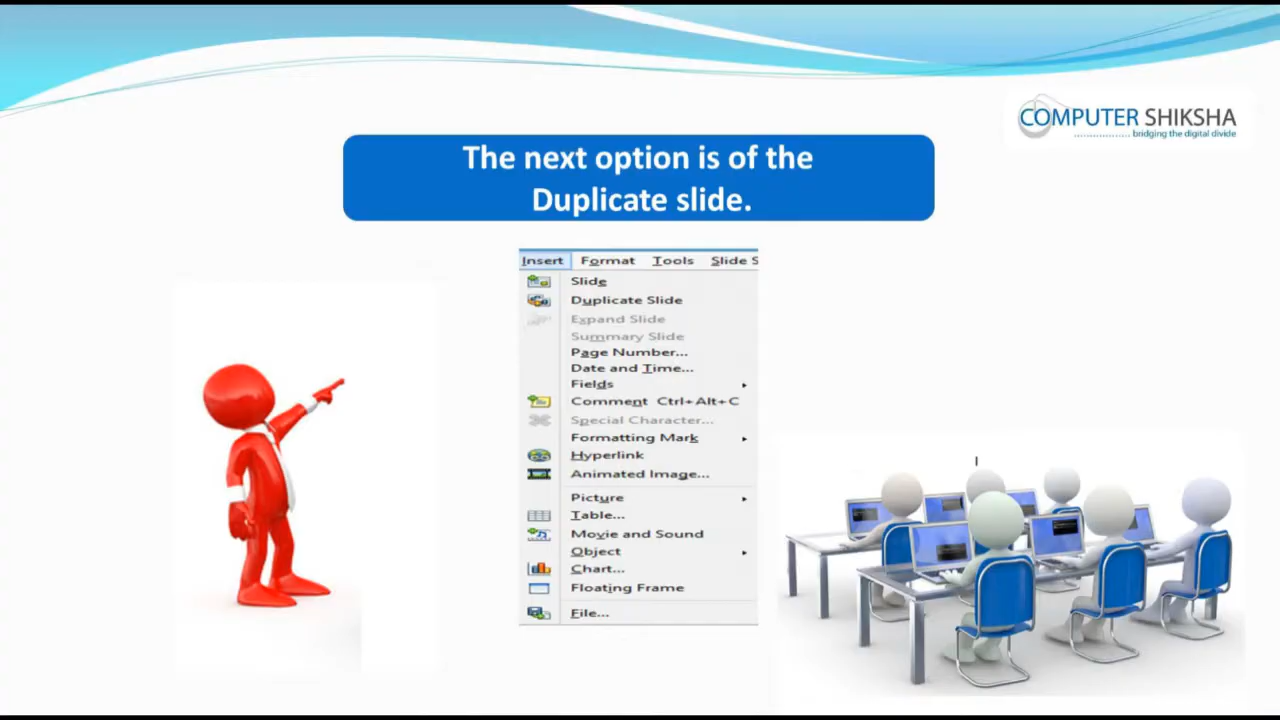 COMPUTER SHIKSHA
bridging the digital divide
The next option is of the
Duplicate slide.
Insert Format Tools Slide S
Slide
Duplicate Slide
Expand Slide
Summary Slide
Page Number...
Date and Time...
Fields
Comment Ctrl+Alt+C
Special Character...
Formatting Mark
Hyperlink
Animated Image...
Picture
Table...
Movie and Sound
Object
Chart...
Floating Frame
File...